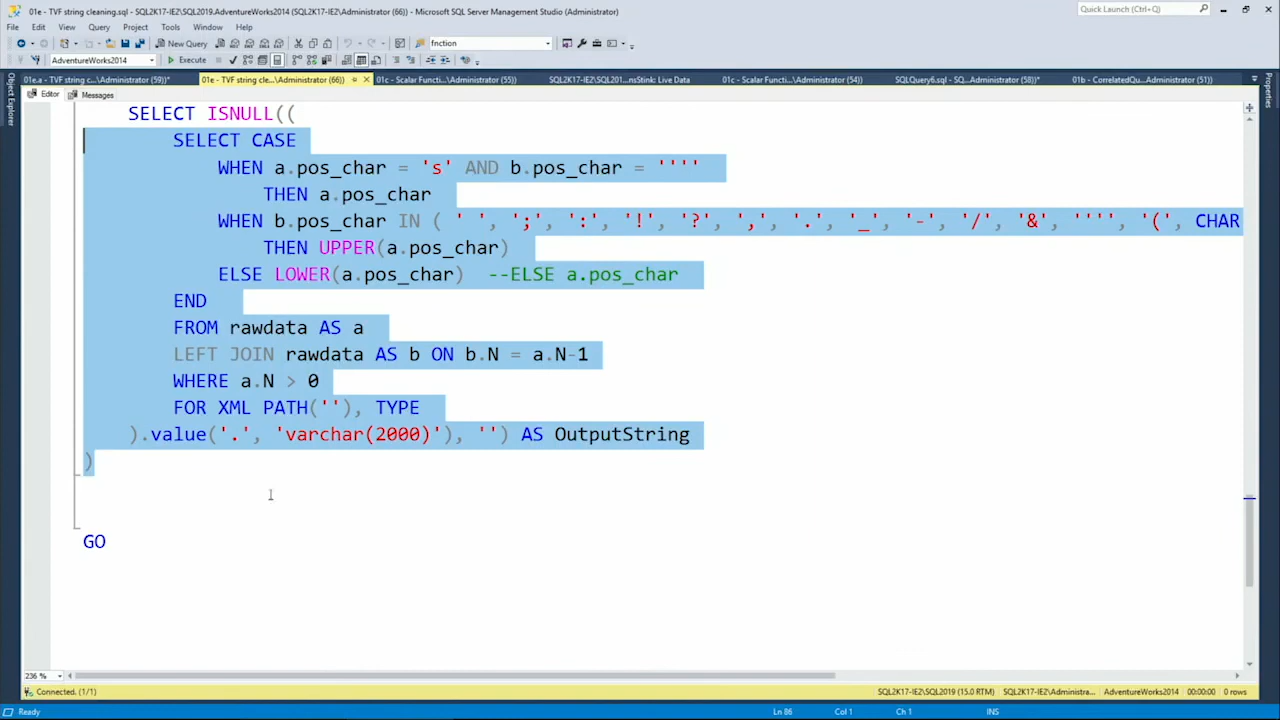 01e - TVF string cleaning.sql - SQL2K17-IE2\SQL2019.AdventureWorks2014 (SQL2K17-IE2\Administrator (66)) - Microsoft SQL Server Management Studio (Administrator)
Quick Launch (Ctrl+Q)
File Edit View Query Project Tools Window Help
New Query fnction
AdventureWorks2014 Execute
01e.a - TVF string c...\Administrator (59))* 01e - TVF string cle...\Administrator (66)) 01c - Scalar Functi...\Administrator (55)) SQL2K17-IE2\SQL201...nsStink: Live Data 01c - Scalar Functi...\Administrator (54)) SQLQuery6.sql - SQ...Administrator (58))* 01b - CorrelatedQu...\Administrator (51))
Object Explorer
Properties
Editor Messages
SELECT ISNULL((
SELECT CASE
WHEN a.pos_char = 's' AND b.pos_char = ''''
THEN a.pos_char
WHEN b.pos_char IN ( ' ', ';', ':', '!', '?', ',', '.', '_', '-', '/', '&', '''', '(', CHAR
THEN UPPER(a.pos_char)
ELSE LOWER(a.pos_char) --ELSE a.pos_char
END
FROM rawdata AS a
LEFT JOIN rawdata AS b ON b.N = a.N-1
WHERE a.N > 0
FOR XML PATH(''), TYPE
).value('.', 'varchar(2000)'), '') AS OutputString
)
GO
236 %
Connected. (1/1) SQL2K17-IE2\SQL2019 (15.0 RTM) SQL2K17-IE2\Administra... AdventureWorks2014 00:00:00 0 rows
Ready Ln 86 Col 1 Ch 1 INS